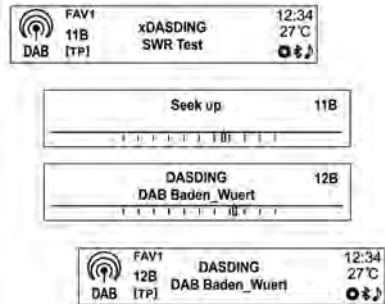 FAV1
xDASDING
12:34
11B
SWR Test
27°C
DAB
[TP]
Seek up
11B
DASDING
12B
DAB Baden_Wuert
FAV1
DASDING
12:34
12B
DAB Baden_Wuert
27°C
DAB
[TP]